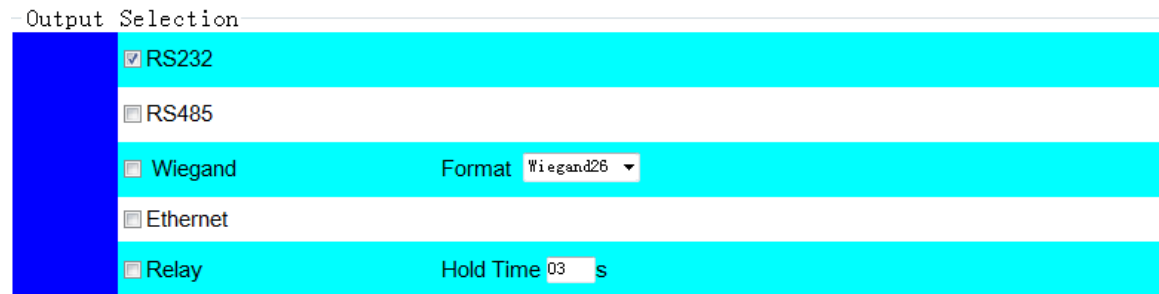 Output Selection
RS232
RS485
Wiegand Format Wiegand26
Ethernet
Relay Hold Time 03 s